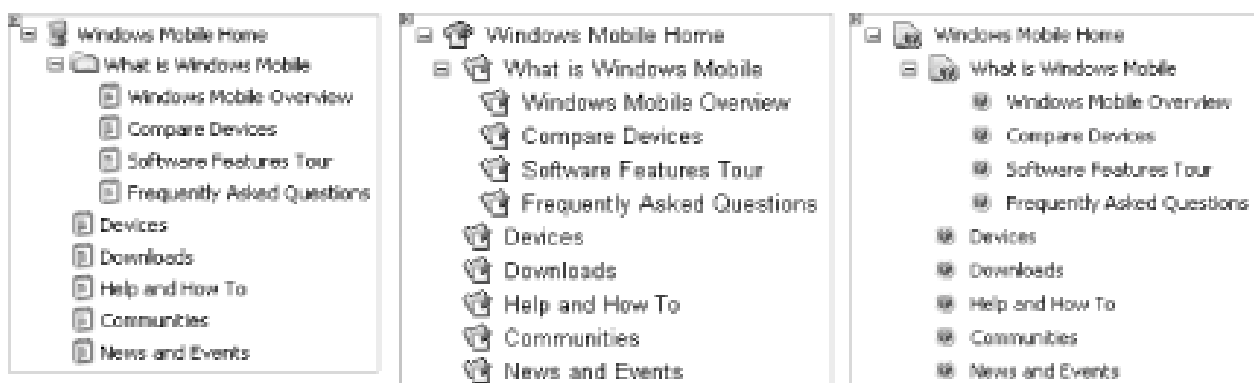 Windows Mobile Home
What is Windows Mobile
Windows Mobile Overview
Compare Devices
Software Features Tour
Frequently Asked Questions
Devices
Downloads
Help and How To
Communities
News and Events
Windows Mobile Home
What is Windows Mobile
Windows Mobile Overview
Compare Devices
Software Features Tour
Frequently Asked Questions
Devices
Downloads
Help and How To
Communities
News and Events
Windows Mobile Home
What is Windows Mobile
Windows Mobile Overview
Compare Devices
Software Features Tour
Frequently Asked Questions
Devices
Downloads
Help and How To
Communities
News and Events